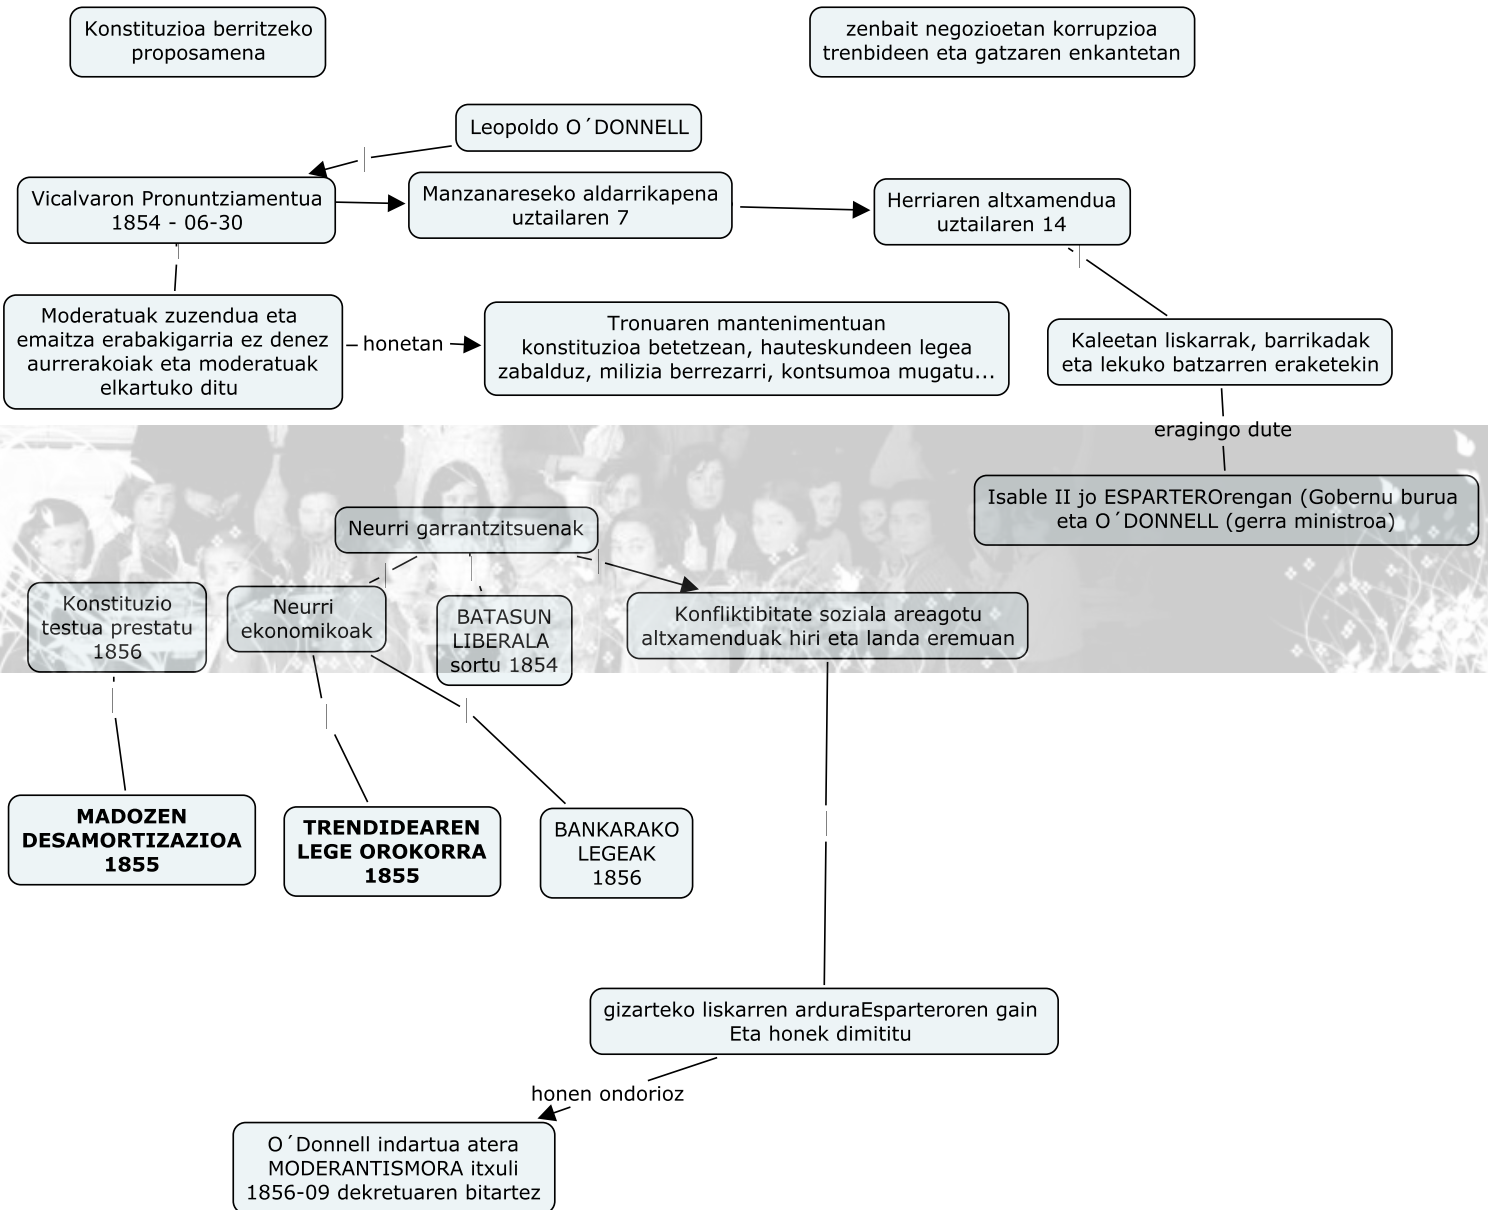 Konstituzioa berritzeko
proposamena
zenbait negozioetan korrupzioa
trenbideen eta gatzaren enkantetan
Leopoldo O´DONNELL
Vicalvaron Pronuntziamentua
1854 - 06-30
Manzanareseko aldarrikapena
uztailaren 7
Herriaren altxamendua
uztailaren 14
Moderatuak zuzendua eta
emaitza erabakigarria ez denez
aurrerakoiak eta moderatuak
elkartuko ditu
honetan
Tronuaren mantenimentuan
konstituzioa betetzean, hauteskundeen legea
zabalduz, milizia berrezarri, kontsumoa mugatu...
Kaleetan liskarrak, barrikadak
eta lekuko batzarren eraketekin
eragingo dute
Isable II jo ESPARTEROrengan (Gobernu burua
eta O´DONNELL (gerra ministroa)
Neurri garrantzitsuenak
Konstituzio
testua prestatu
1856
Neurri
ekonomikoak
BATASUN
LIBERALA
sortu 1854
Konfliktibitate soziala areagotu
altxamenduak hiri eta landa eremuan
MADOZEN
DESAMORTIZAZIOA
1855
TRENDIDEAREN
LEGE OROKORRA
1855
BANKARAKO
LEGEAK
1856
gizarteko liskarren arduraEsparteroren gain
Eta honek dimititu
honen ondorioz
O´Donnell indartua atera
MODERANTISMORA itxuli
1856-09 dekretuaren bitartez